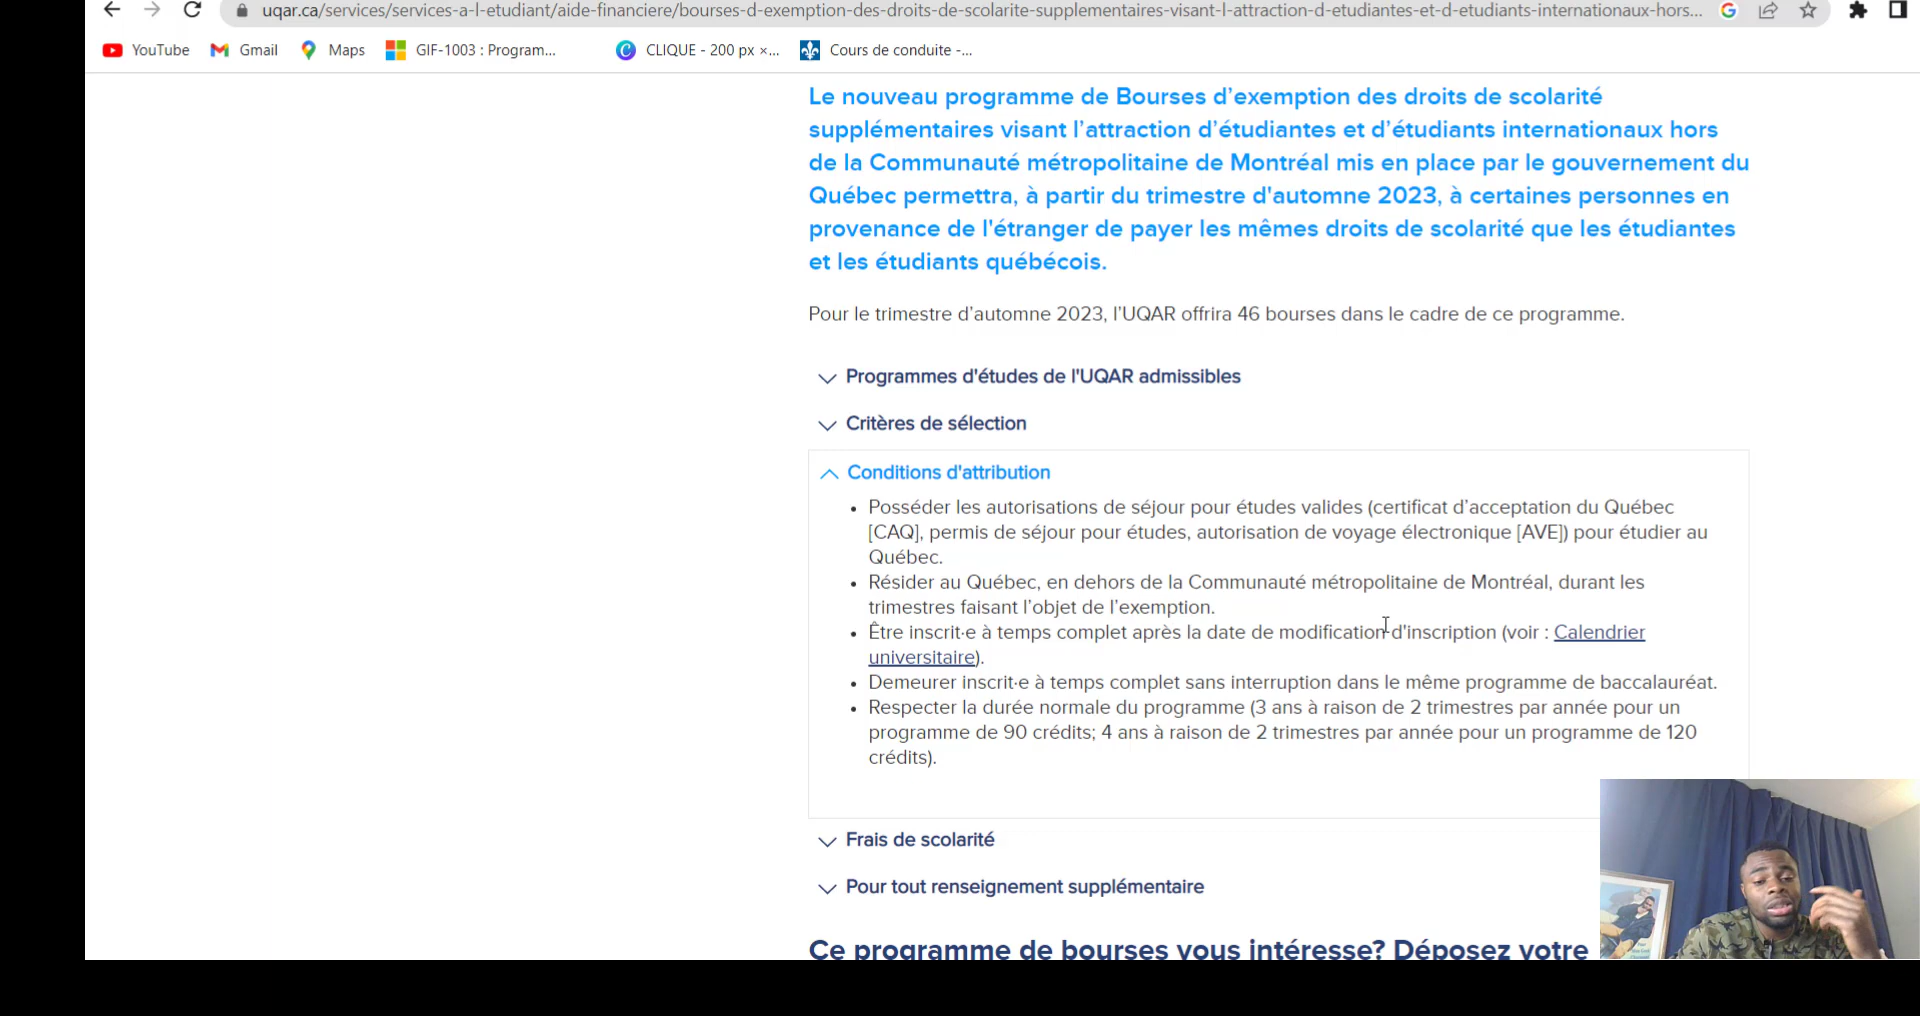 uqar.ca/services/services-a-l-etudiant/aide-financiere/bourses-d-exemption-des-droits-de-scolarite-supplementaires-visant-l-attraction-d-etudiantes-et-d-etudiants-internationaux-hors...
YouTube Gmail Maps GIF-1003 : Program... CLIQUE - 200 px ×... Cours de conduite -...
Le nouveau programme de Bourses d’exemption des droits de scolarité
supplémentaires visant l’attraction d’étudiantes et d’étudiants internationaux hors
de la Communauté métropolitaine de Montréal mis en place par le gouvernement du
Québec permettra, à partir du trimestre d'automne 2023, à certaines personnes en
provenance de l'étranger de payer les mêmes droits de scolarité que les étudiantes
et les étudiants québécois.
Pour le trimestre d’automne 2023, l’UQAR offrira 46 bourses dans le cadre de ce programme.
Programmes d'études de l'UQAR admissibles
Critères de sélection
Conditions d'attribution
• Posséder les autorisations de séjour pour études valides (certificat d’acceptation du Québec
[CAQ], permis de séjour pour études, autorisation de voyage électronique [AVE]) pour étudier au
Québec.
• Résider au Québec, en dehors de la Communauté métropolitaine de Montréal, durant les
trimestres faisant l’objet de l’exemption.
• Être inscrit·e à temps complet après la date de modification d'inscription (voir : Calendrier
universitaire).
• Demeurer inscrit·e à temps complet sans interruption dans le même programme de baccalauréat.
• Respecter la durée normale du programme (3 ans à raison de 2 trimestres par année pour un
programme de 90 crédits; 4 ans à raison de 2 trimestres par année pour un programme de 120
crédits).
Frais de scolarité
Pour tout renseignement supplémentaire
Ce programme de bourses vous intéresse? Déposez votre